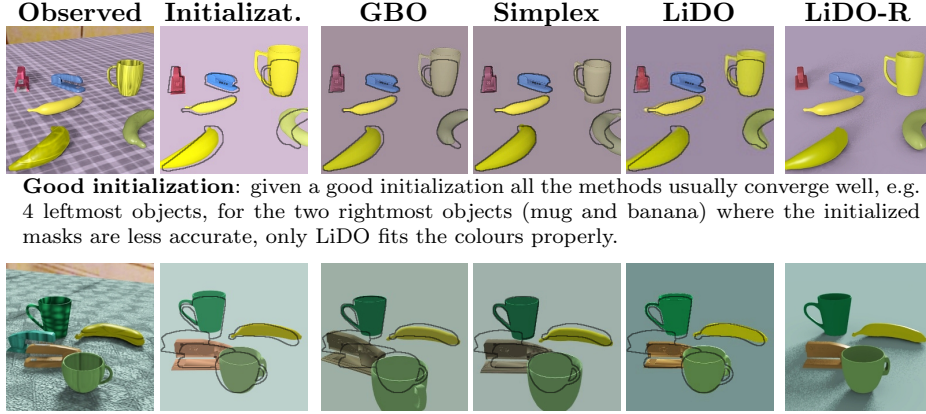 Observed Initializat. GBO Simplex LiDO LiDO-R
Good initialization: given a good initialization all the methods usually converge well, e.g.
4 leftmost objects, for the two rightmost objects (mug and banana) where the initialized
masks are less accurate, only LiDO fits the colours properly.